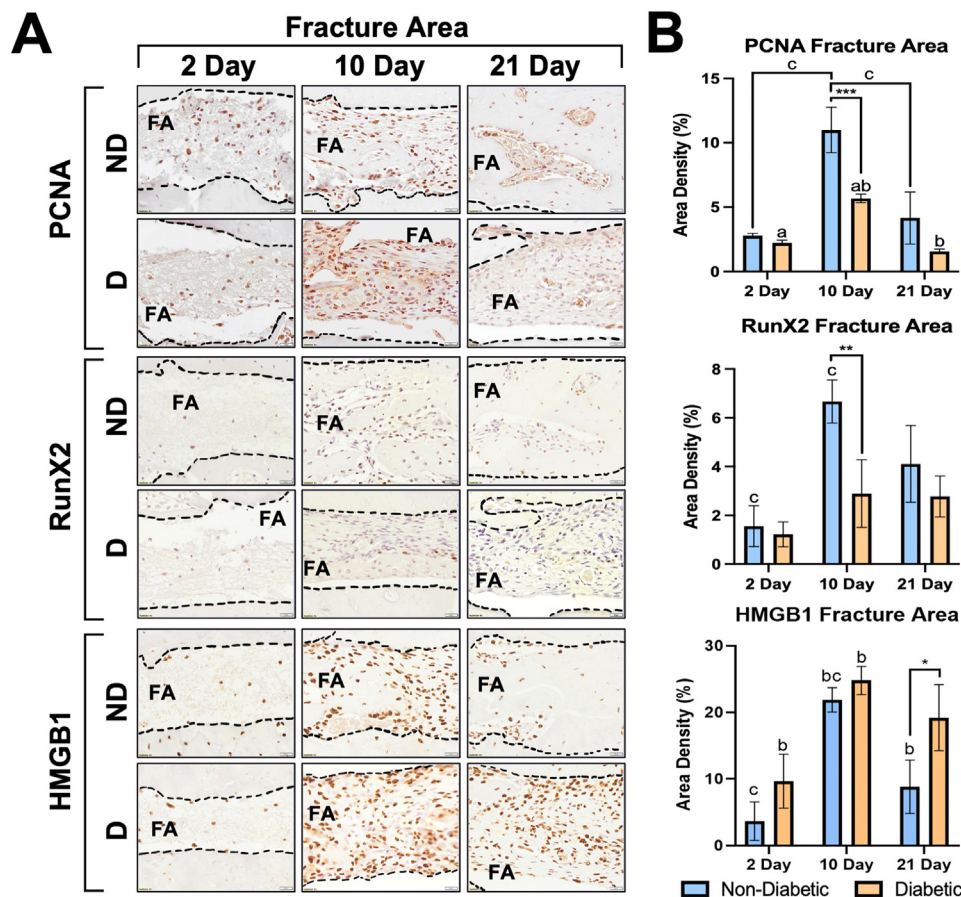 A
Fracture Area
2 Day
10 Day
21 Day
PCNA
ND
FA
FA
FA
D
FA
FA
FA
RunX2
ND
FA
FA
FA
D
FA
FA
FA
HMGB1
ND
FA
FA
FA
D
FA
FA
FA
B
PCNA Fracture Area
Area Density (%)
15
10
5
0
c
c
***
a
ab
b
2 Day
10 Day
21 Day
RunX2 Fracture Area
Area Density (%)
8
6
4
2
0
c
c
**
2 Day
10 Day
21 Day
HMGB1 Fracture Area
Area Density (%)
30
20
10
0
c
b
bc
b
b
*
2 Day
10 Day
21 Day
Non-Diabetic
Diabetic